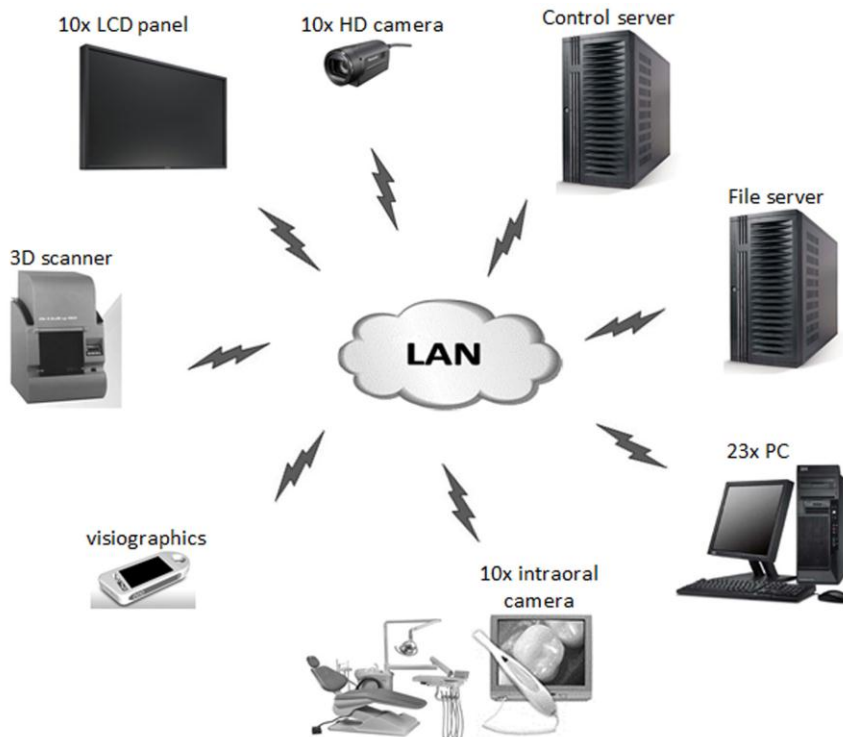 10x LCD panel
10x HD camera
Control server
File server
3D scanner
LAN
23x PC
visiographics
10x intraoral
camera